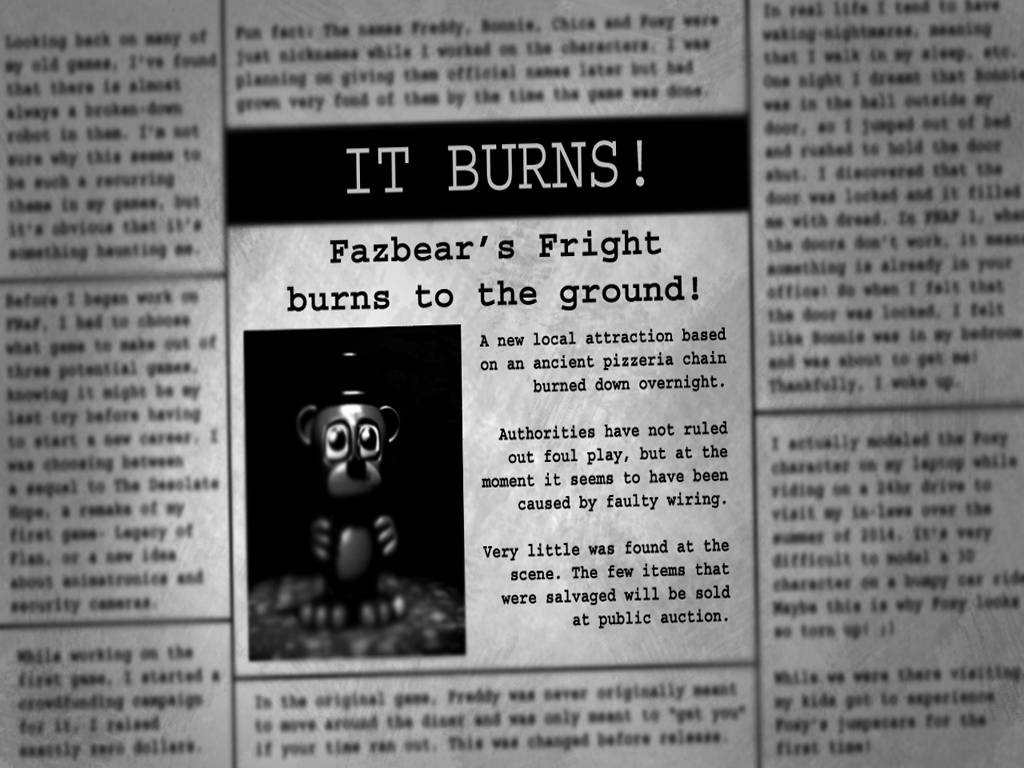 Looking back on many of
my old games, I've found
that there is almost
always a broken-down
robot in them. I'm not
sure why this seems to
be such a recurring
theme in my games, but
it's obvious that it's
something haunting me.
Before I began work on
FNaF, I had to choose
what game to make out of
three potential games,
knowing it might be my
last try before having
to start a new career. I
was choosing between
a sequel to The Desolate
Hope, a remake of my
first game- Legacy of
Flan, or a new idea
about animatronics and
security cameras.
While working on the
first game, I started a
crowdfunding campaign
for it. I raised
exactly zero dollars.
Fun fact: The names Freddy, Bonnie, Chica and Foxy were
just nicknames while I worked on the characters. I was
planning on giving them official names later but had
grown very fond of them by the time the game was done.
IT BURNS!
Fazbear's Fright
burns to the ground!
A new local attraction based
on an ancient pizzeria chain
burned down overnight.
Authorities have not ruled
out foul play, but at the
moment it seems to have been
caused by faulty wiring.
Very little was found at the
scene. The few items that
were salvaged will be sold
at public auction.
In the original game, Freddy was never originally meant
to move around the diner and was only meant to "get you"
if your time ran out. This was changed before release.
In real life I tend to have
waking-nightmares, meaning
that I walk in my sleep, etc.
One night I dreamt that Bonnie
was in the hall outside my
door, so I jumped out of bed
and rushed to hold the door
shut. I discovered that the
door was locked and it filled
me with dread. In FNAF 1, when
the doors don't work, it means
something is already in your
office! So when I felt that
the door was locked, I felt
like Bonnie was in my bedroom
and was about to get me!
Thankfully, I woke up.
I actually modeled the Foxy
character on my laptop while
riding on a 24hr drive to
visit my in-laws over the
summer of 2014. It's very
difficult to model a 3D
character on a bumpy car ride
Maybe this is why Foxy looks
so torn up! ;)
While we were there visiting,
my kids got to experience
Foxy's jumpscare for the
first time!